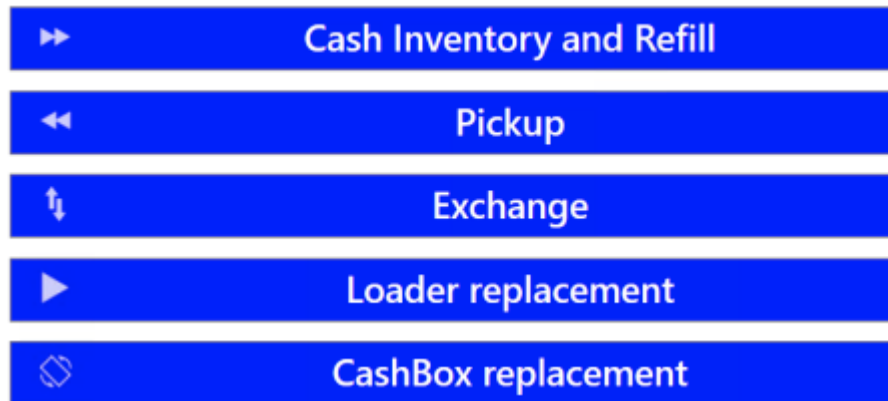 Cash Inventory and Refill
Pickup
Exchange
Loader replacement
CashBox replacement